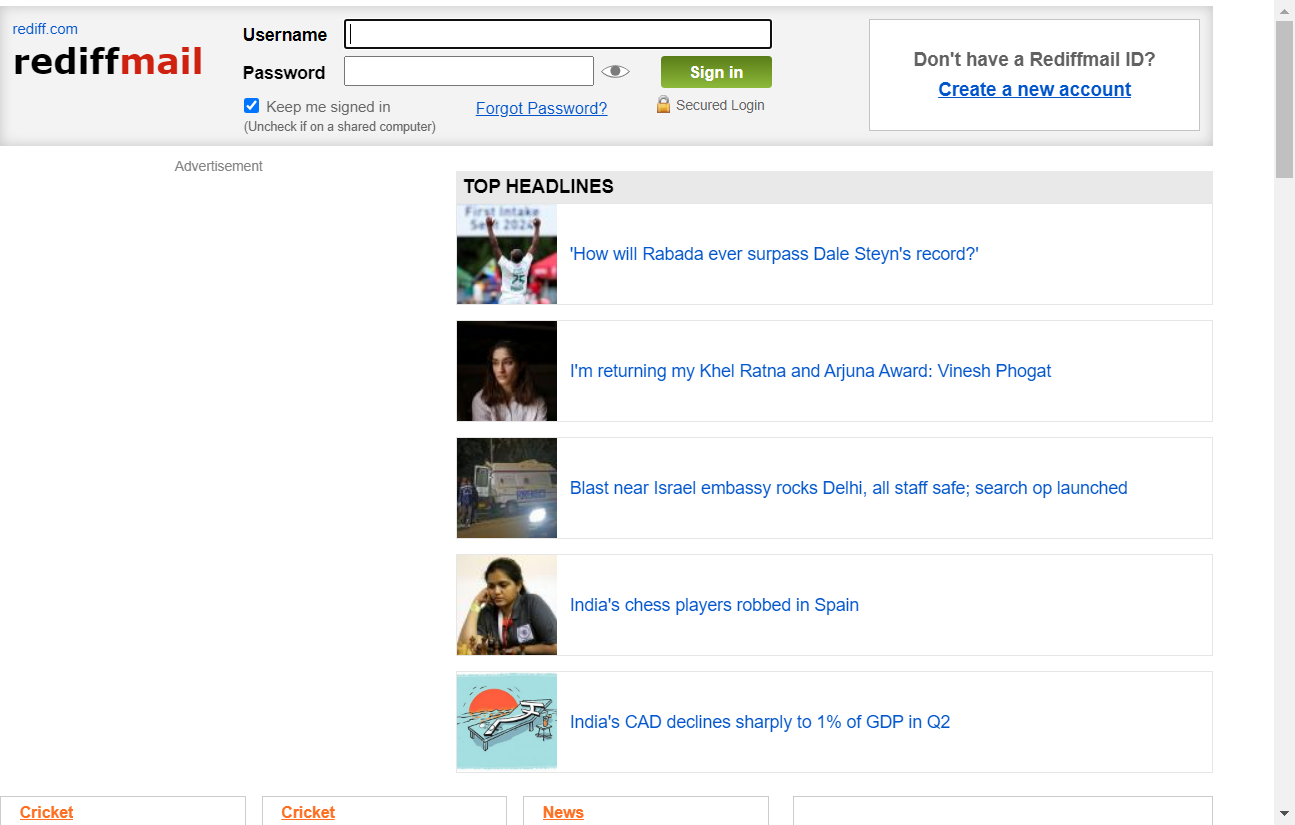 rediff.com
rediffmail
Username
Password
Sign in
Keep me signed in
(Uncheck if on a shared computer)
Forgot Password?
Secured Login
Don't have a Rediffmail ID?
Create a new account
Advertisement
TOP HEADLINES
First Intake
Sept 2024
25
'How will Rabada ever surpass Dale Steyn's record?'
I'm returning my Khel Ratna and Arjuna Award: Vinesh Phogat
FORENSICS
Blast near Israel embassy rocks Delhi, all staff safe; search op launched
India's chess players robbed in Spain
India's CAD declines sharply to 1% of GDP in Q2
Cricket
Cricket
News